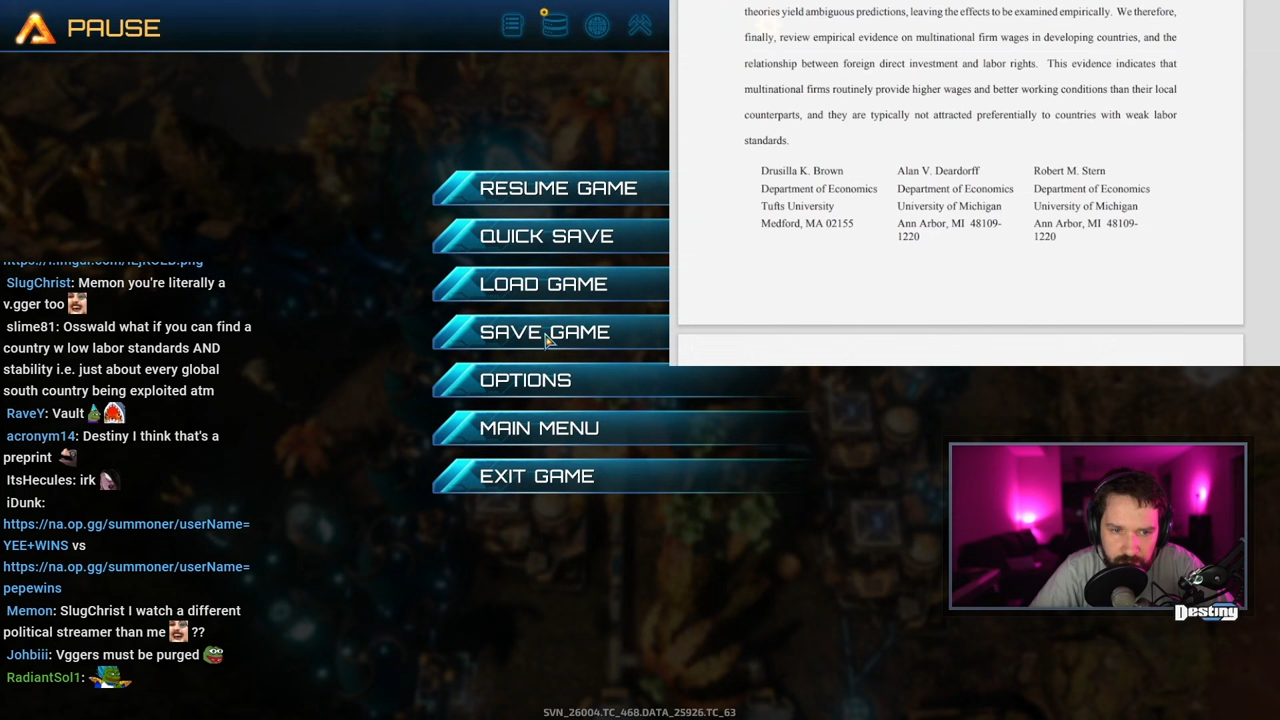 PAUSE
theories yield ambiguous predictions, leaving the effects to be examined empirically. We therefore,
finally, review empirical evidence on multinational firm wages in developing countries, and the
relationship between foreign direct investment and labor rights. This evidence indicates that
multinational firms routinely provide higher wages and better working conditions than their local
counterparts, and they are typically not attracted preferentially to countries with weak labor
standards.
Drusilla K. Brown
Department of Economics
Tufts University
Medford, MA 02155
Alan V. Deardorff
Department of Economics
University of Michigan
Ann Arbor, MI 48109-
1220
Robert M. Stern
Department of Economics
University of Michigan
Ann Arbor, MI 48109-
1220
RESUME GAME
QUICK SAVE
LOAD GAME
SAVE GAME
OPTIONS
MAIN MENU
EXIT GAME
SlugChrist: Memon you're literally a
v.gger too
slime81: Osswald what if you can find a
country w low labor standards AND
stability i.e. just about every global
south country being exploited atm
RaveY: Vault
acronym14: Destiny I think that's a
preprint
ItsHecules: irk
iDunk:
https://na.op.gg/summoner/userName=
YEE+WINS vs
https://na.op.gg/summoner/userName=
pepewins
Memon: SlugChrist I watch a different
political streamer than me ??
Johbiii: Vggers must be purged
RadiantSol1:
Destiny
SVN_26004.TC_468.DATA_25926.TC_63